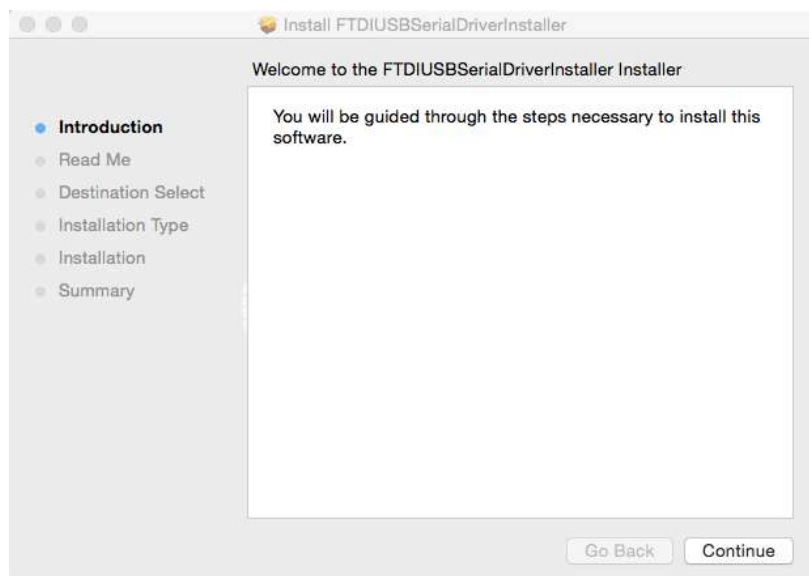 Install FTDIUSBSerialDriverInstaller
Welcome to the FTDIUSBSerialDriverInstaller Installer
Introduction
Read Me
Destination Select
Installation Type
Installation
Summary
You will be guided through the steps necessary to install this
software.
Go Back
Continue